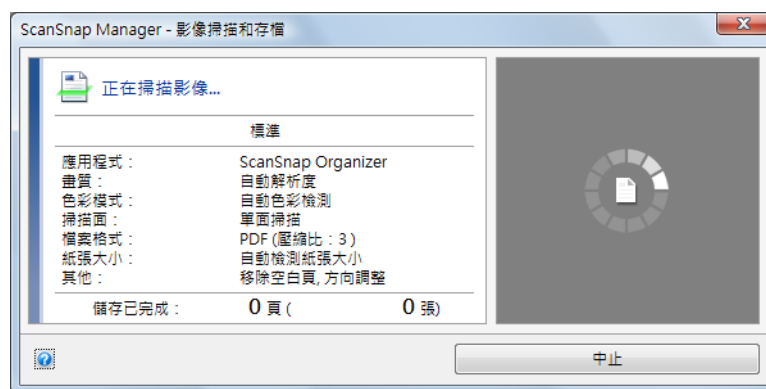 ScanSnap Manager - 影像掃描和存檔
正在掃描影像...
標準
應用程式： ScanSnap Organizer
畫質： 自動解析度
色彩模式： 自動色彩檢測
掃描面： 單面掃描
檔案格式： PDF (壓縮比：3)
紙張大小： 自動檢測紙張大小
其他： 移除空白頁, 方向調整
儲存已完成： 0 頁 ( 0 張)
中止